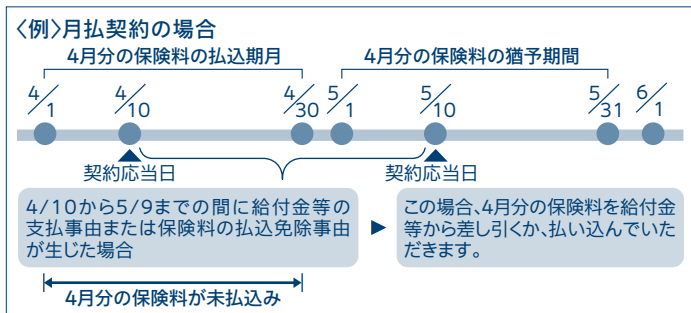 〈例〉月払契約の場合
4月分の保険料の払込期月
4月分の保険料の猶予期間
4/1 4/10 4/30 5/1 5/10 5/31 6/1
契約応当日
契約応当日
4/10から5/9までの間に給付金等の
支払事由または保険料の払込免除事由
が生じた場合
この場合、4月分の保険料を給付金
等から差し引くか、払い込んでいた
だきます。
4月分の保険料が未払込み